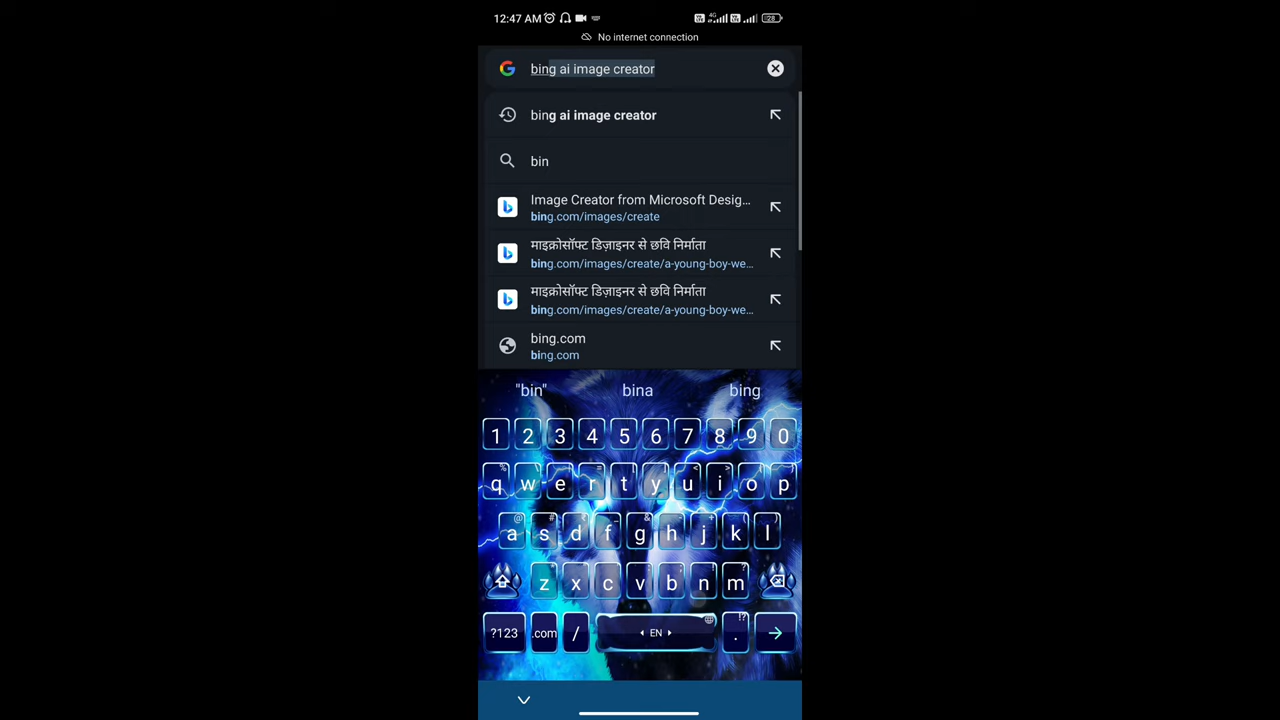 12:47 AM 4G 28
No internet connection
bing ai image creator
bing ai image creator
bin
Image Creator from Microsoft Desig...
bing.com/images/create
माइक्रोसॉफ्ट डिज़ाइनर से छवि निर्माता
bing.com/images/create/a-young-boy-we...
माइक्रोसॉफ्ट डिज़ाइनर से छवि निर्माता
bing.com/images/create/a-young-boy-we...
bing.com
bing.com
"bin" bina bing
1 2 3 4 5 6 7 8 9 0
q w e r t y u i o p
a s d f g h j k l
z x c v b n m
?123 .com / EN . !?